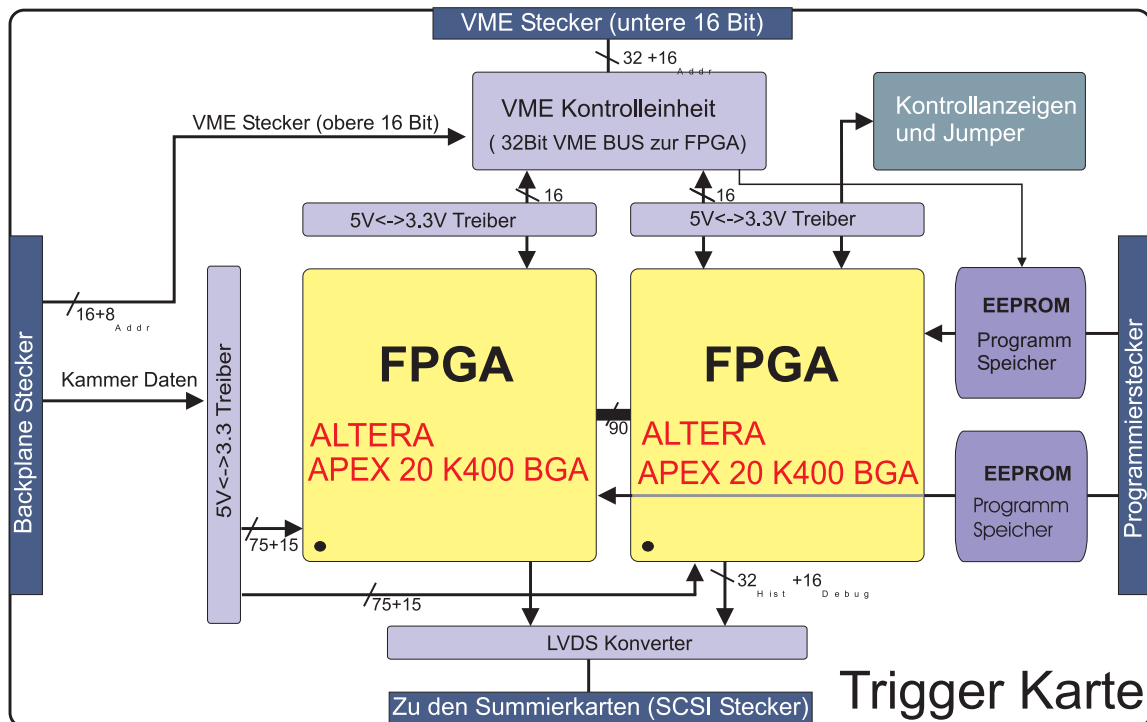 VME Stecker (untere 16 Bit)
32 +16
Addr
VME Kontrolleinheit
( 32Bit VME BUS zur FPGA)
Kontrollanzeigen
und Jumper
VME Stecker (obere 16 Bit)
16
16
5V<->3.3V Treiber
5V<->3.3V Treiber
Backplane Stecker
16+8
Addr
Kammer Daten
5V<->3.3 Treiber
FPGA
ALTERA
APEX 20 K400 BGA
90
FPGA
ALTERA
APEX 20 K400 BGA
EEPROM
Programm
Speicher
EEPROM
Programm
Speicher
Programmierstecker
75+15
75+15
32 +16
Hist Debug
LVDS Konverter
Zu den Summierkarten (SCSI Stecker)
Trigger Karte